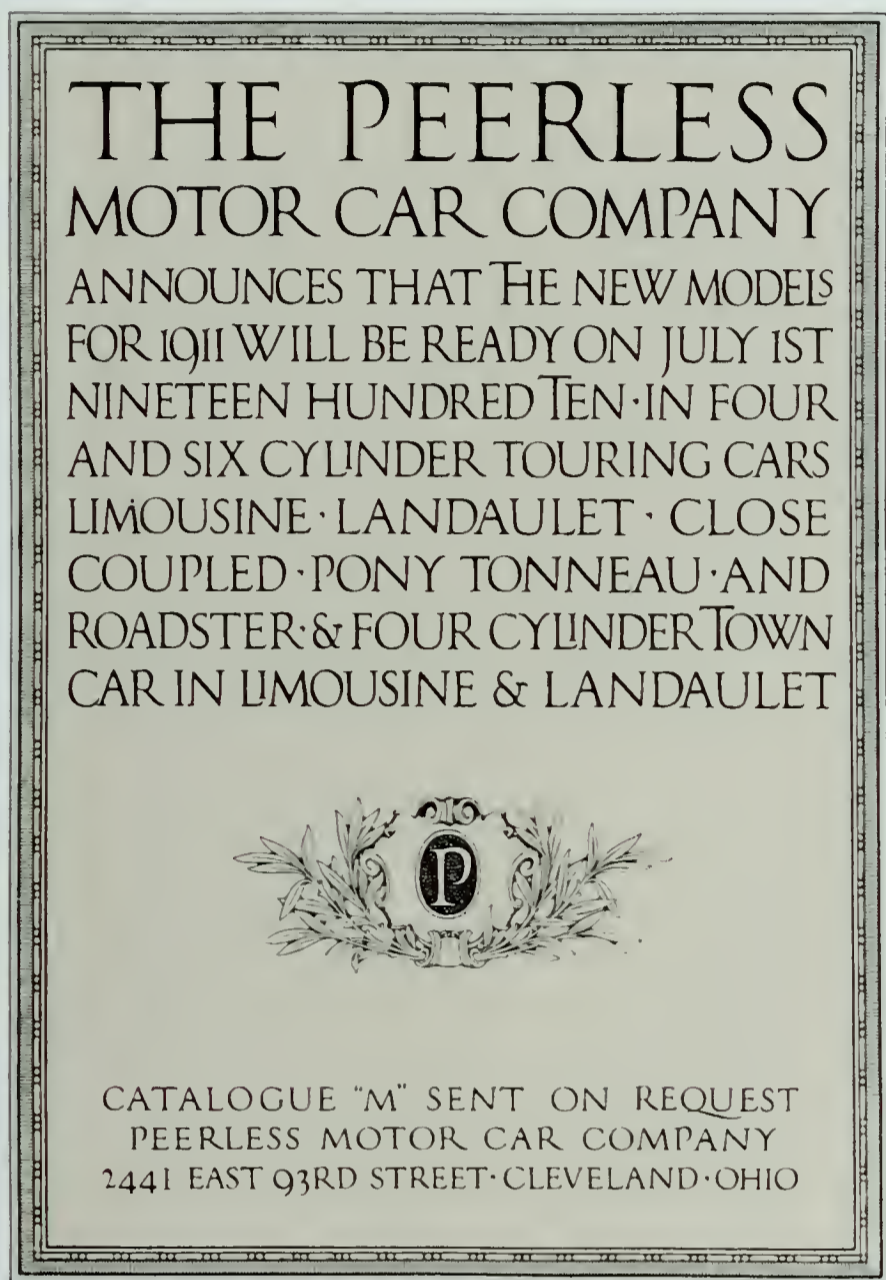 THE PEERLESS
MOTOR CAR COMPANY
ANNOUNCES THAT THE NEW MODELS
FOR 1911 WILL BE READY ON JULY 1ST
NINETEEN HUNDRED TEN·IN FOUR
AND SIX CYLINDER TOURING CARS
LIMOUSINE·LANDAULET·CLOSE
COUPLED·PONY TONNEAU·AND
ROADSTER·& FOUR CYLINDER TOWN
CAR IN LIMOUSINE & LANDAULET
P
CATALOGUE "M" SENT ON REQUEST
PEERLESS MOTOR CAR COMPANY
2441 EAST 93RD STREET·CLEVELAND·OHIO